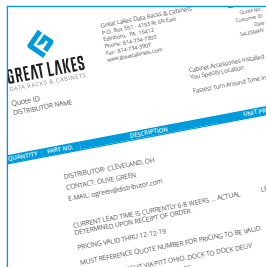 Great Lakes Data Racks & Cabinets
P.O. Box 551 - 4193 Rt. 6N East
Edinboro, PA 16412
Phone: 814-734-7303
Fax: 814-734-3907
www.greatcabinets.com
Quote No.
Customer ID
Date
SALESMAN
GREAT LAKES
DATA RACKS & CABINETS
Cabinet Accessories Installed
You Specify Location
Fastest Turn Around Time in
Quote ID
DISTRIBUTOR NAME
QUANTITY PART NO. DESCRIPTION UNIT PR
DISTRIBUTOR- CLEVELAND, OH
CONTACT: OLIVE GREEN
E-MAIL: ogreen@distributor.com
CURRENT LEAD TIME IS CURRENTLY 6-8 WEEKS ... ACTUAL
DETERMINED UPON RECEIPT OF ORDER.
PRICING VALID THRU 12-12-19
MUST REFERENCE QUOTE NUMBER FOR PRICING TO BE VALID
VIA PITT OHIO. DOCK TO DOCK DELIV